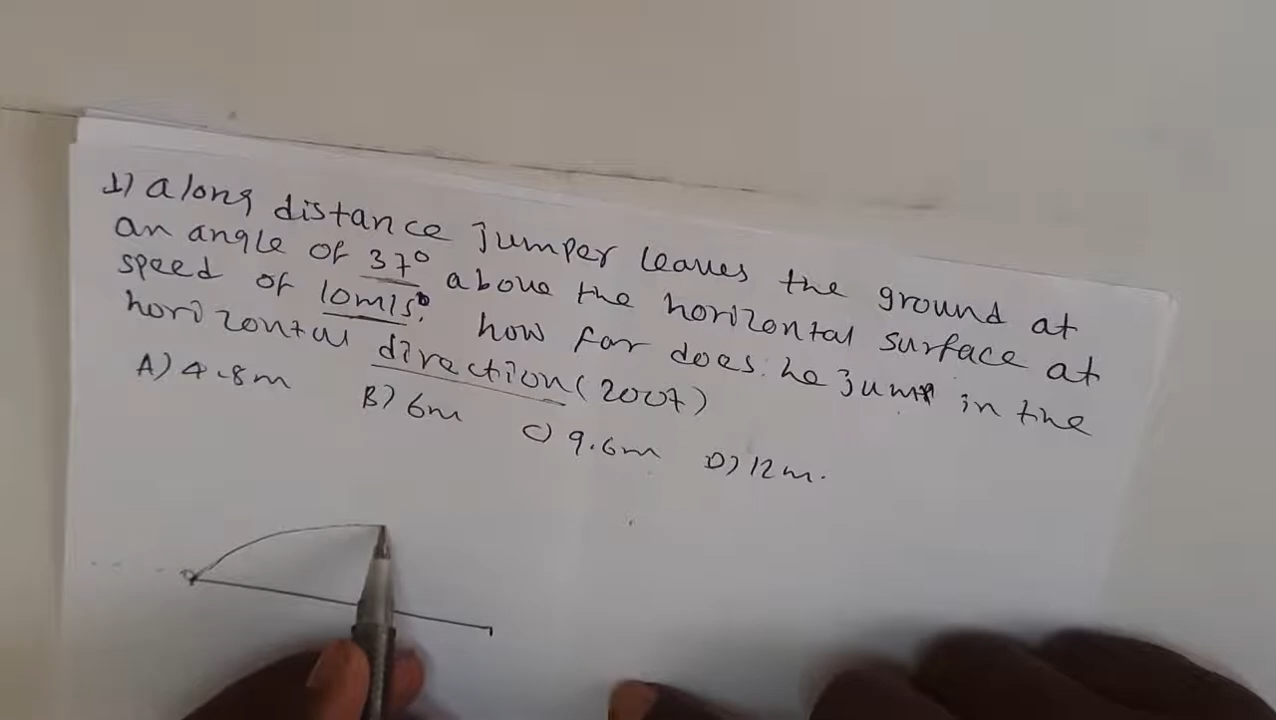 1) along distance jumper leaves the ground at
an angle of 37° above the horizontal surface at
speed of 10m/s. how far does he jump in the
horizontal direction (2007)
A) 4.8m B) 6m C) 9.6m D) 12m.